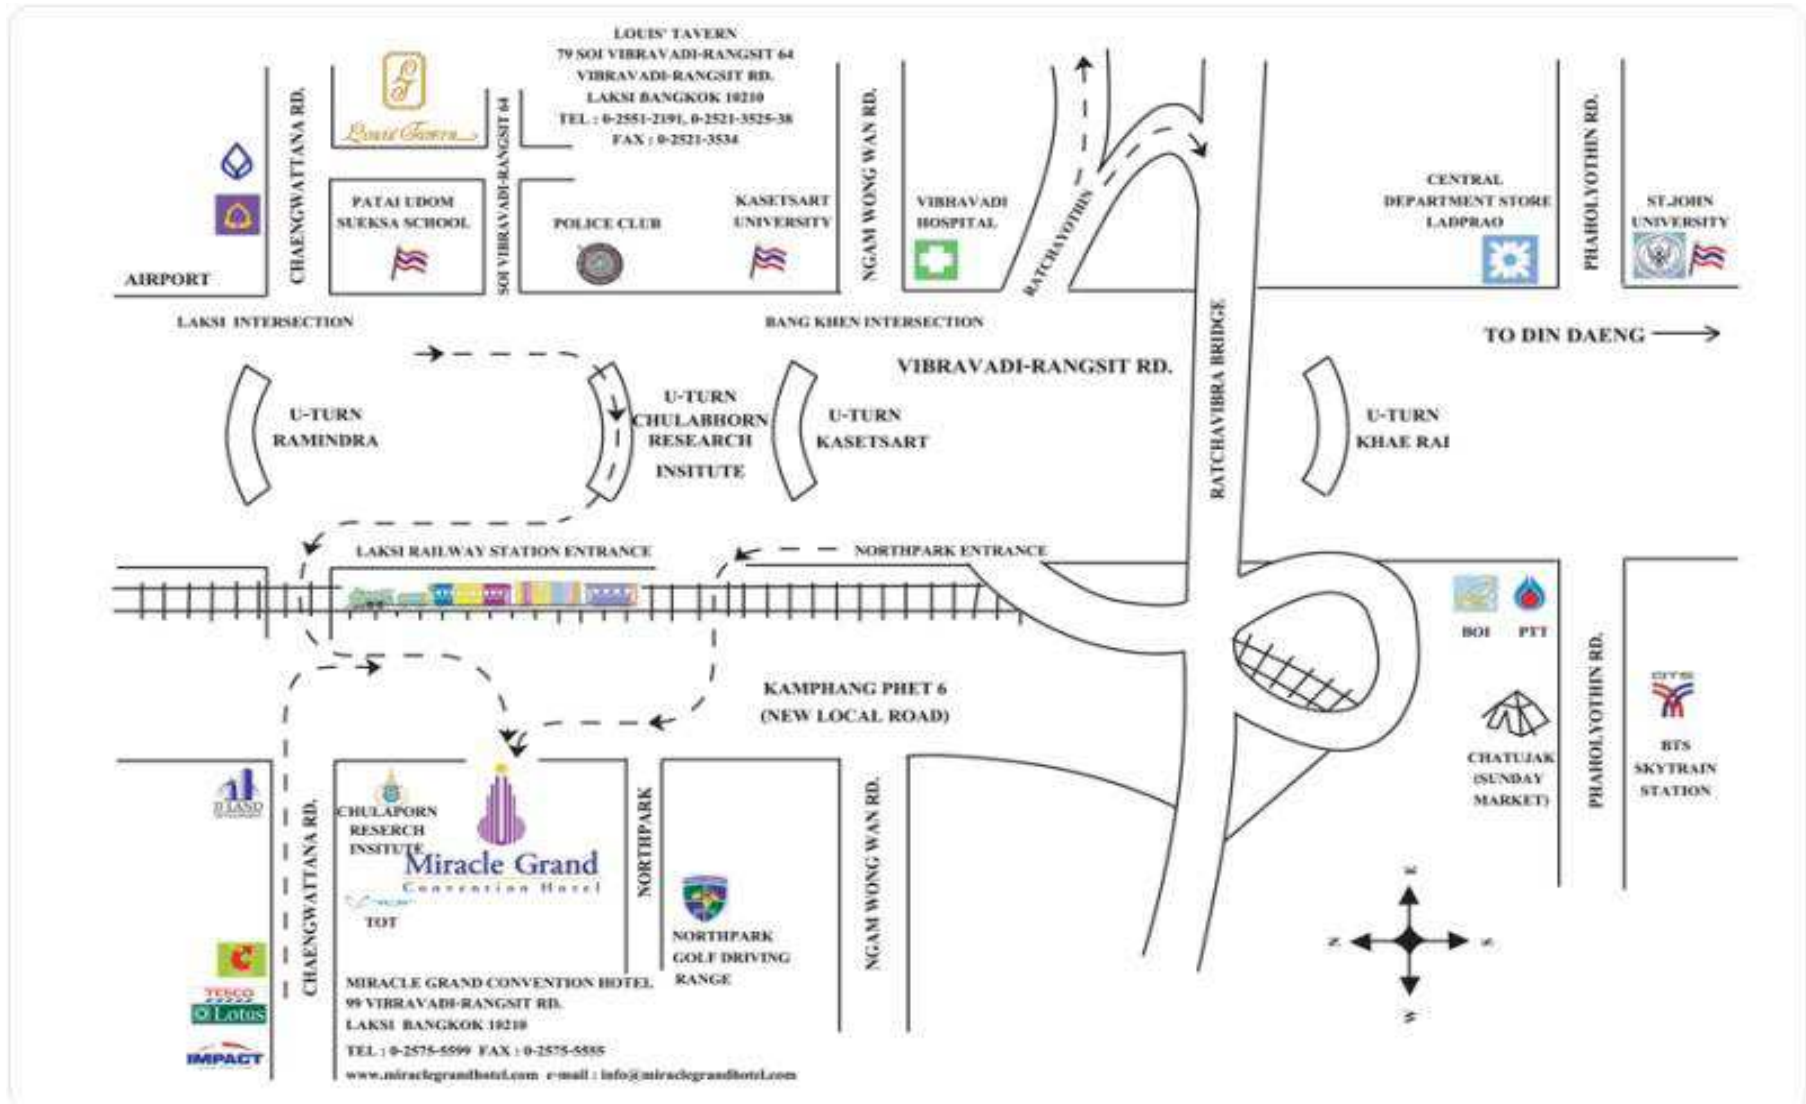 LOUIS' TAVERN
79 SOI VIBRAVADI-RANGSIT 64
VIBRAVADI-RANGSIT RD.
LAKSI BANGKOK 10210
TEL : 0-2551-2191, 0-2521-3525-38
FAX : 0-2521-3534
CHAENGWATTANA RD.
Louis' Tavern
SOI VIBRAVADI-RANGSIT 64
NGAM WONG WAN RD.
PHAHOLYOTHIN RD.
PATAI UDOM
SUEKSA SCHOOL
POLICE CLUB
KASETSART
UNIVERSITY
VIBHAVADI
HOSPITAL
RATCHAYOTHIN
CENTRAL
DEPARTMENT STORE
LADPRAO
ST.JOHN
UNIVERSITY
AIRPORT
LAKSI INTERSECTION
BANG KHEN INTERSECTION
TO DIN DAENG
VIBRAVADI-RANGSIT RD.
RATCHAVIBRA BRIDGE
U-TURN
RAMINDRA
U-TURN
CHULABHORN
RESEARCH
INSITUTE
U-TURN
KASETSART
U-TURN
KHAE RAI
LAKSI RAILWAY STATION ENTRANCE
NORTHPARK ENTRANCE
BOI
PTT
KAMPHANG PHET 6
(NEW LOCAL ROAD)
PHAHOLYOTHIN RD.
BTS
CHATUJAK
(SUNDAY
MARKET)
BTS
SKYTRAIN
STATION
CHAENGWATTANA RD.
CHULAPORN
RESERCH
INSITUTE
Miracle Grand
Convention Hotel
TOT
NORTHPARK
NORTHPARK
GOLF DRIVING
RANGE
NGAM WONG WAN RD.
E
N
S
W
TESCO
Lotus
IMPACT
MIRACLE GRAND CONVENTION HOTEL
99 VIBRAVADI-RANGSIT RD.
LAKSI BANGKOK 10210
TEL : 0-2575-5599 FAX : 0-2575-5555
www.miraclegrandhotel.com e-mail : info@miraclegrandhotel.com